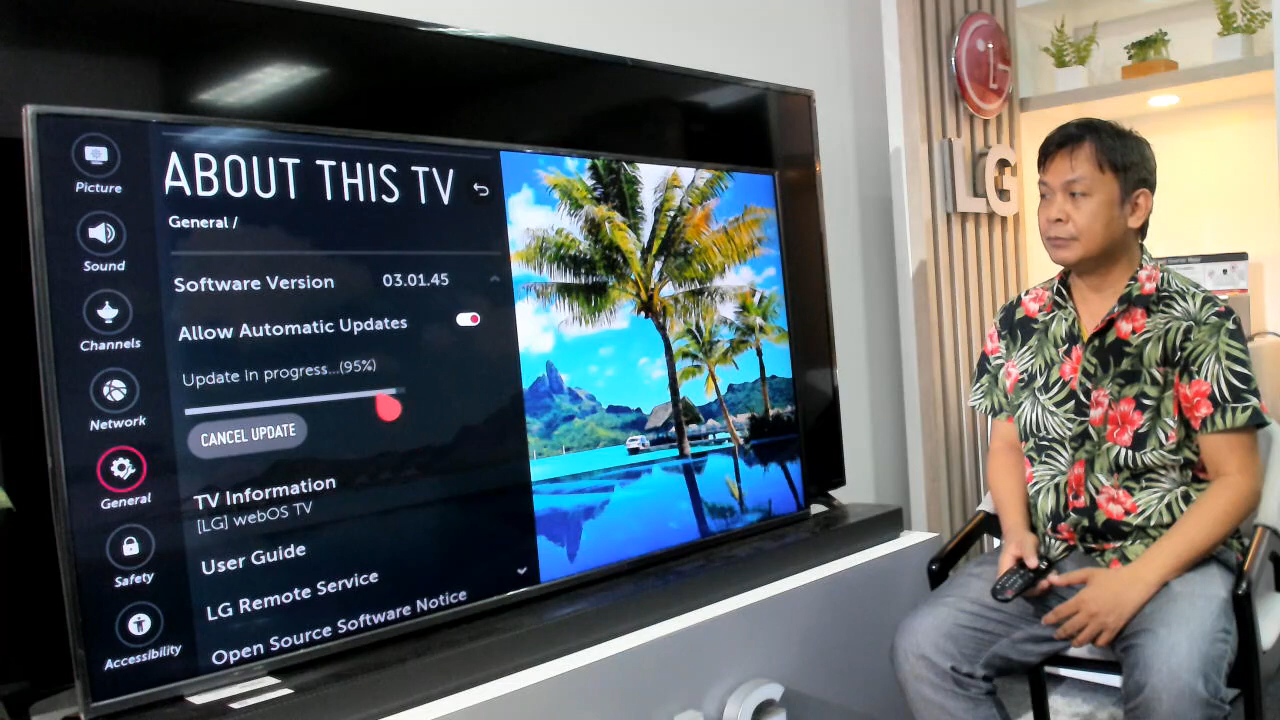 Picture
Sound
Channels
Network
General
Safety
Accessibility
ABOUT THIS TV
General /
Software Version 03.01.45
Allow Automatic Updates
Update in progress...(95%)
CANCEL UPDATE
TV Information
[LG] webOS TV
User Guide
LG Remote Service
Open Source Software Notice
LG
LG